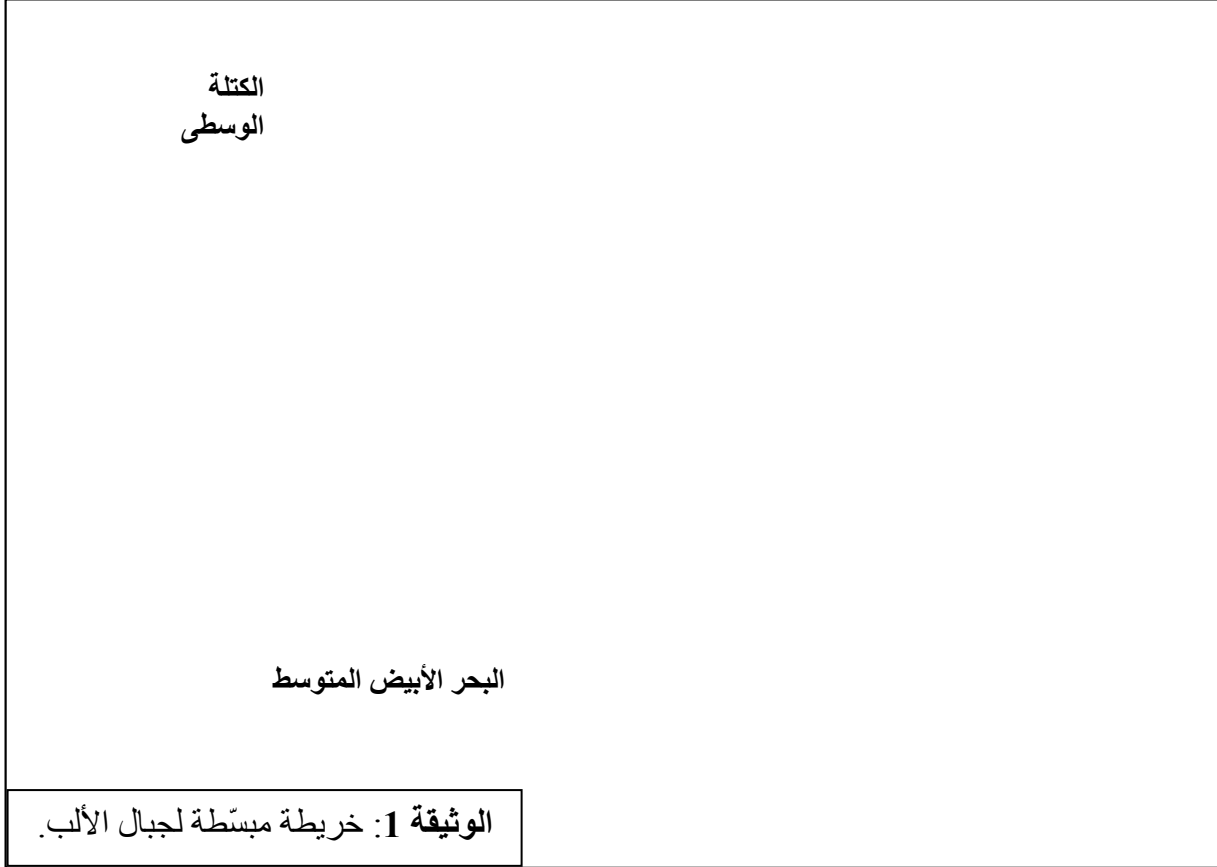 الكتلة
الوسطى
البحر الأبيض المتوسط
الوثيقة 1: خريطة مبسّطة لجبال الألب.